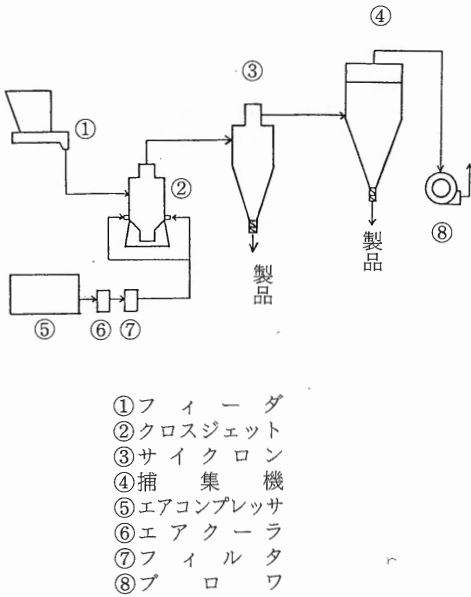 ④
③
①
②
⑧
製品
製品
⑤
⑥
⑦
①フィーダ
②クロスジェット
③サイクロン
④捕集機
⑤エアコンプレッサ
⑥エアクーラ
⑦フィルタ
⑧ブロワ